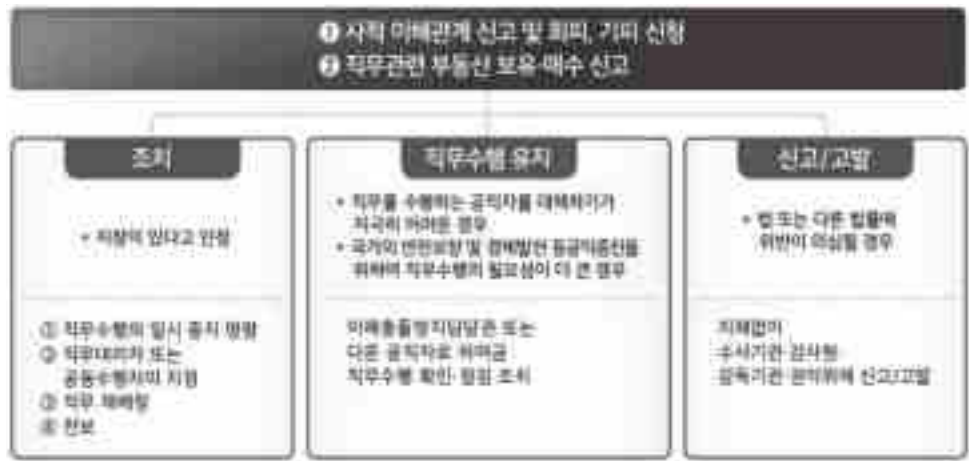 ❶ 사적 이해관계 신고 및 회피, 기피 신청
❷ 직무관련 부동산 보유·매수 신고
조치
• 지장이 있다고 인정
① 직무수행의 일시 중지 명령
② 직무대리자 또는
공동수행자의 지정
③ 직무 재배정
④ 전보
직무수행 유지
• 직무를 수행하는 공직자를 대체하기가
지극히 어려운 경우
• 국가의 안전보장 및 경제발전 등 공익증진을
위하여 직무수행의 필요성이 더 큰 경우
이해충돌방지담당관 또는
다른 공직자로 하여금
직무수행 확인·점검 조치
신고/고발
• 법 또는 다른 법률에
위반이 의심될 경우
지체없이
수사기관·감사원·
감독기관·권익위에 신고/고발